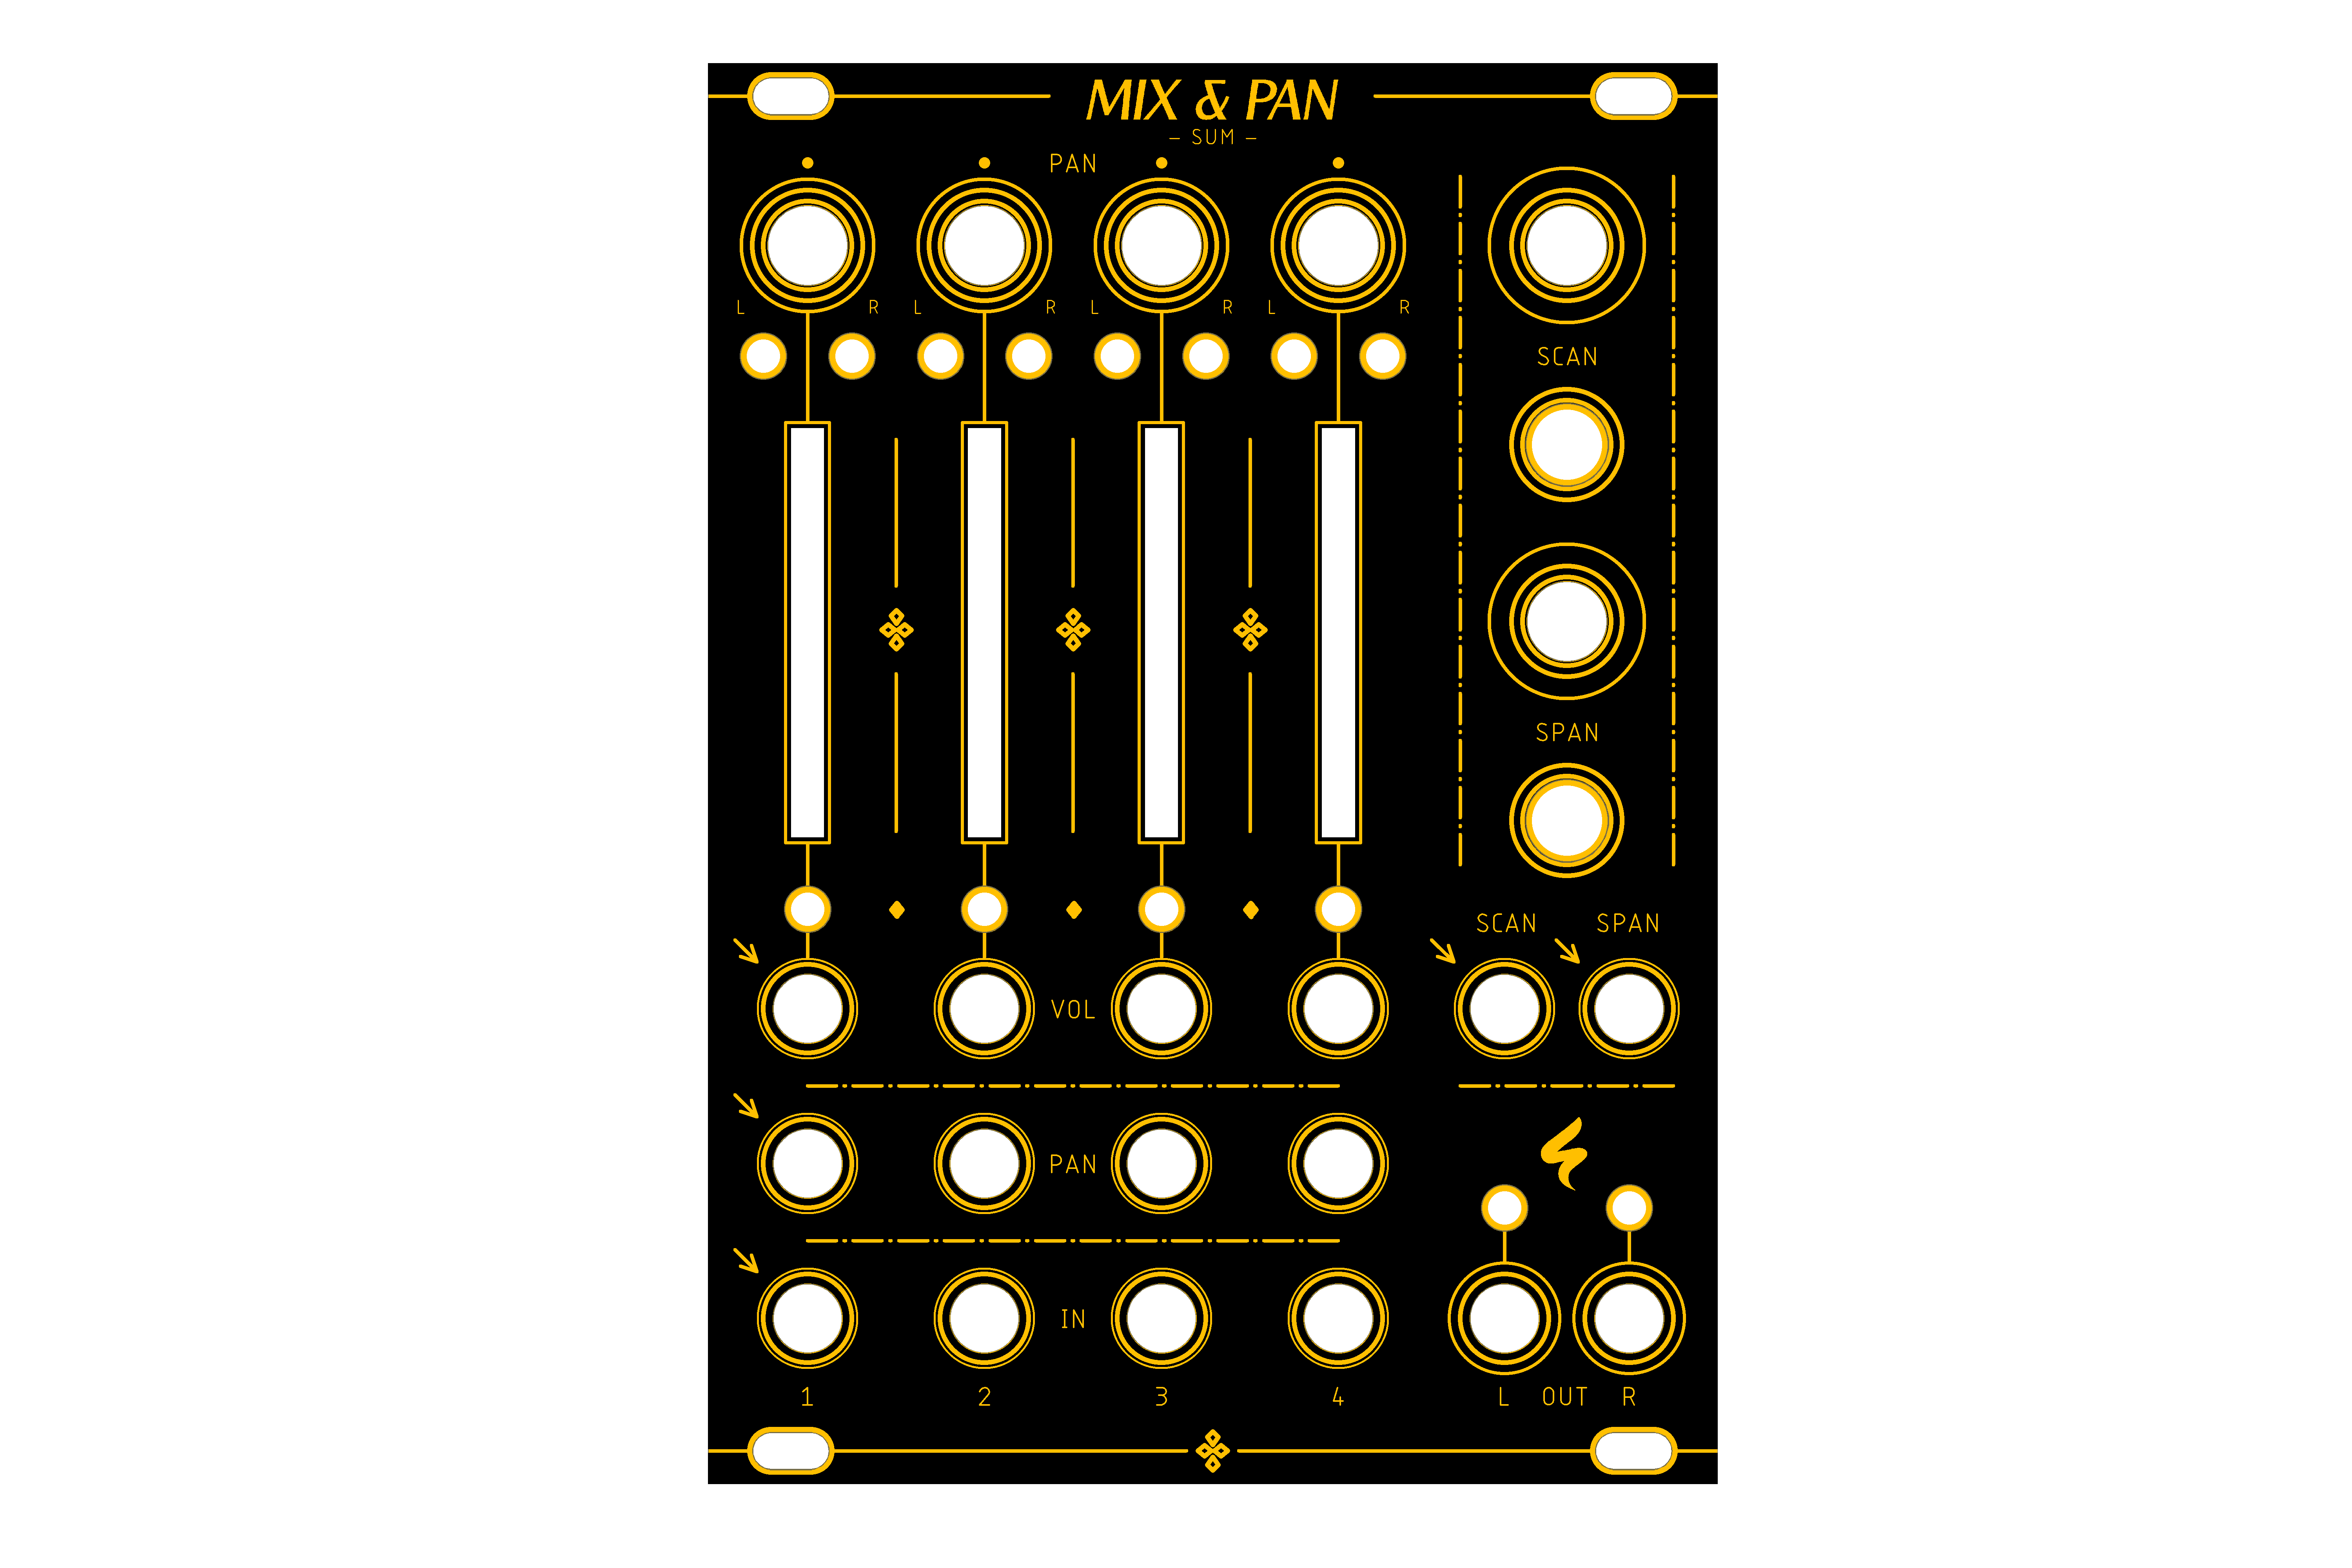 MIX & PAN
– SUM –
PAN
L R L R L R L R
SCAN
SPAN
SCAN SPAN
VOL
PAN
IN
1 2 3 4 L OUT R